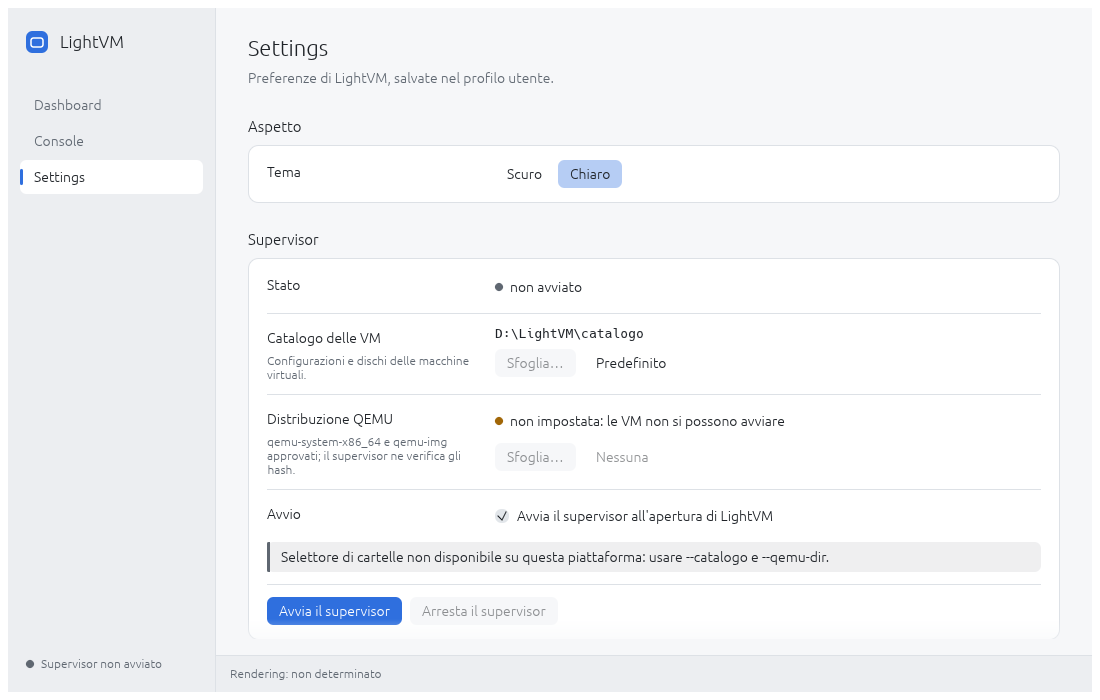 LightVM
Dashboard
Console
Settings
Supervisor non avviato
Settings
Preferenze di LightVM, salvate nel profilo utente.
Aspetto
Tema
Scuro
Chiaro
Supervisor
Stato
non avviato
Catalogo delle VM
Configurazioni e dischi delle macchine
virtuali.
D:\LightVM\catalogo
Sfoglia...
Predefinito
Distribuzione QEMU
qemu-system-x86_64 e qemu-img
approvati; il supervisor ne verifica gli
hash.
non impostata: le VM non si possono avviare
Sfoglia...
Nessuna
Avvio
Avvia il supervisor all'apertura di LightVM
Selettore di cartelle non disponibile su questa piattaforma: usare --catalogo e --qemu-dir.
Avvia il supervisor
Arresta il supervisor
Rendering: non determinato